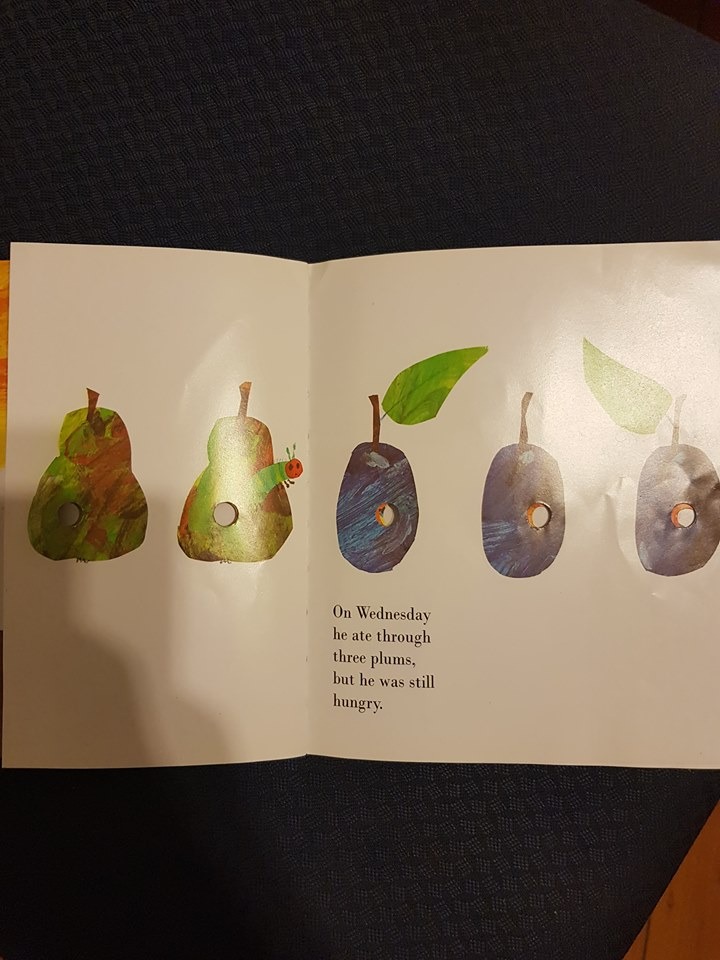 On Wednesday
he ate through
three plums,
but he was still
hungry.